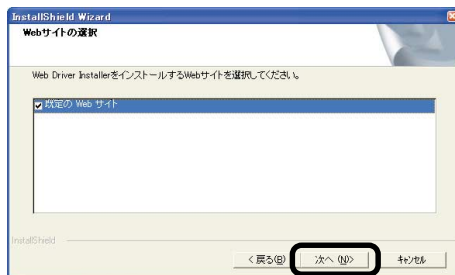 InstallShield Wizard
Webサイトの選択
Web Driver InstallerをインストールするWebサイトを選択してください。
既定の Web サイト
InstallShield
< 戻る(B)
次へ (N)>
キャンセル